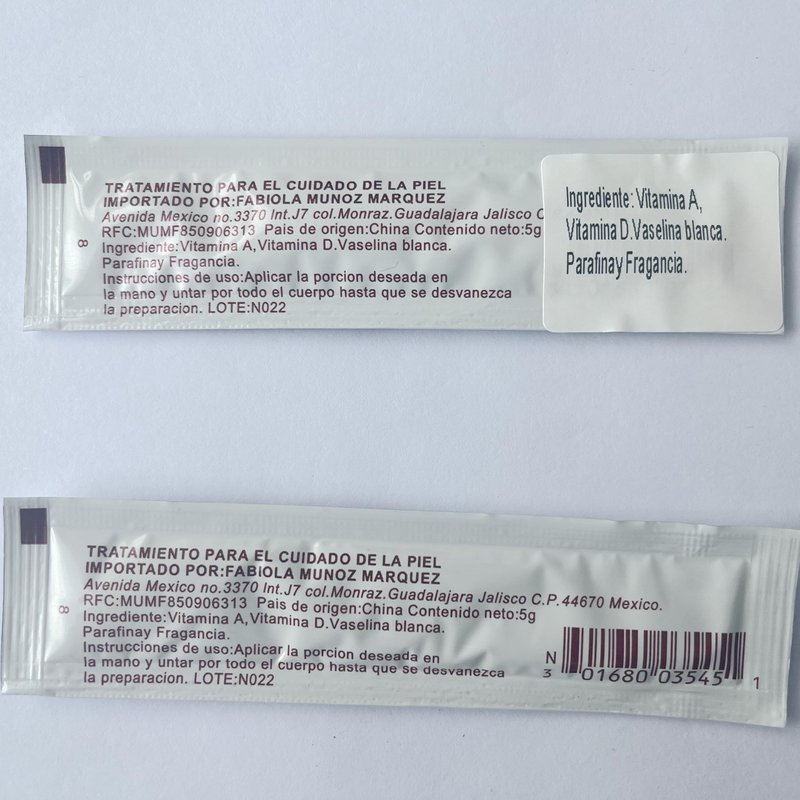 TRATAMIENTO PARA EL CUIDADO DE LA PIEL
IMPORTADO POR:FABIOLA MUNOZ MARQUEZ
Avenida Mexico no.3370 Int.J7 col.Monraz.Guadalajara Jalisco C
RFC:MUMF850906313 Pais de origen:China Contenido neto:5g
Ingrediente:Vitamina A,Vitamina D.Vaselina blanca.
Parafinay Fragancia.
Instrucciones de uso:Aplicar la porcion deseada en
la mano y untar por todo el cuerpo hasta que se desvanezca
la preparacion. LOTE:N022
8
Ingrediente: Vitamina A,
Vitamina D.Vaselina blanca.
Parafinay Fragancia.
TRATAMIENTO PARA EL CUIDADO DE LA PIEL
IMPORTADO POR:FABIOLA MUNOZ MARQUEZ
Avenida Mexico no.3370 Int.J7 col.Monraz.Guadalajara Jalisco C.P.44670 Mexico.
RFC:MUMF850906313 Pais de origen:China Contenido neto:5g
Ingrediente:Vitamina A,Vitamina D.Vaselina blanca.
Parafinay Fragancia.
Instrucciones de uso:Aplicar la porcion deseada en
la mano y untar por todo el cuerpo hasta que se desvanezca
la preparacion. LOTE:N022
8
N
3 01680 03545 1